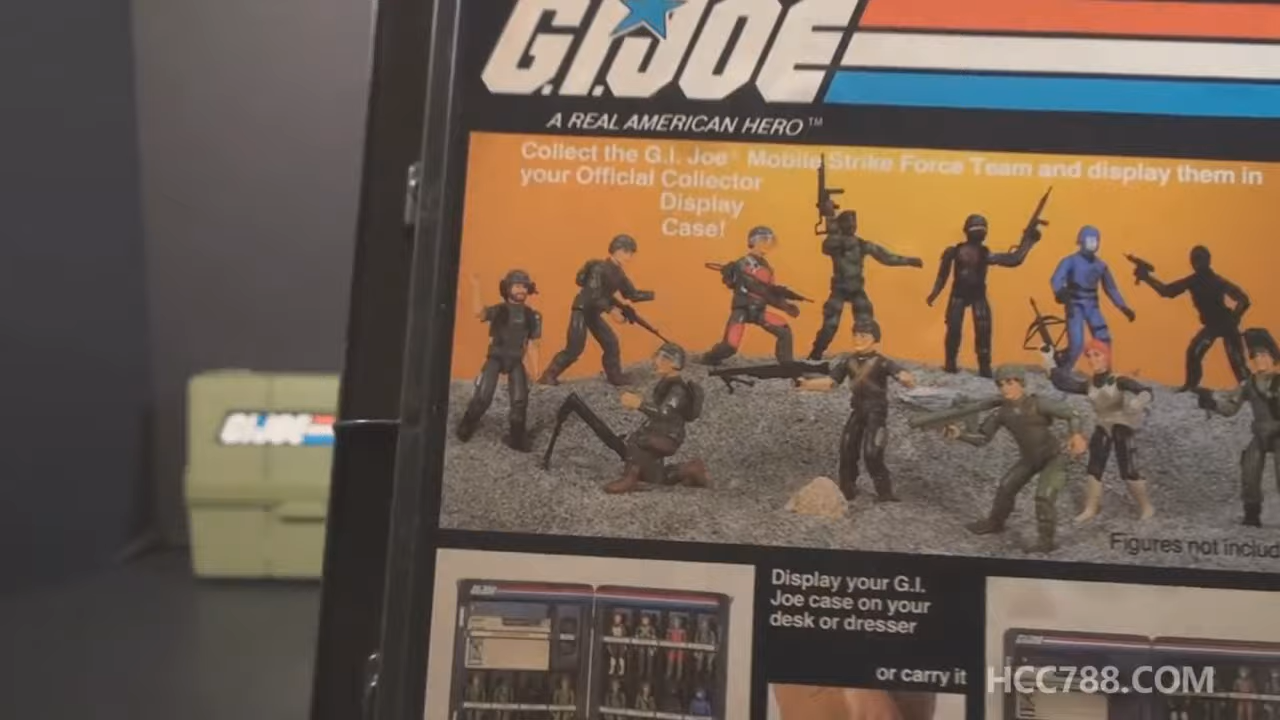 G.I.JOE
A REAL AMERICAN HERO™
Collect the G.I. Joe® Mobile Strike Force Team and display them in
your Official Collector
Display
Case!
G.I.JOE
Figures not includ
Display your G.I.
Joe case on your
desk or dresser
or carry it
G.I.JOE
G.I.JOE
HCC788.COM